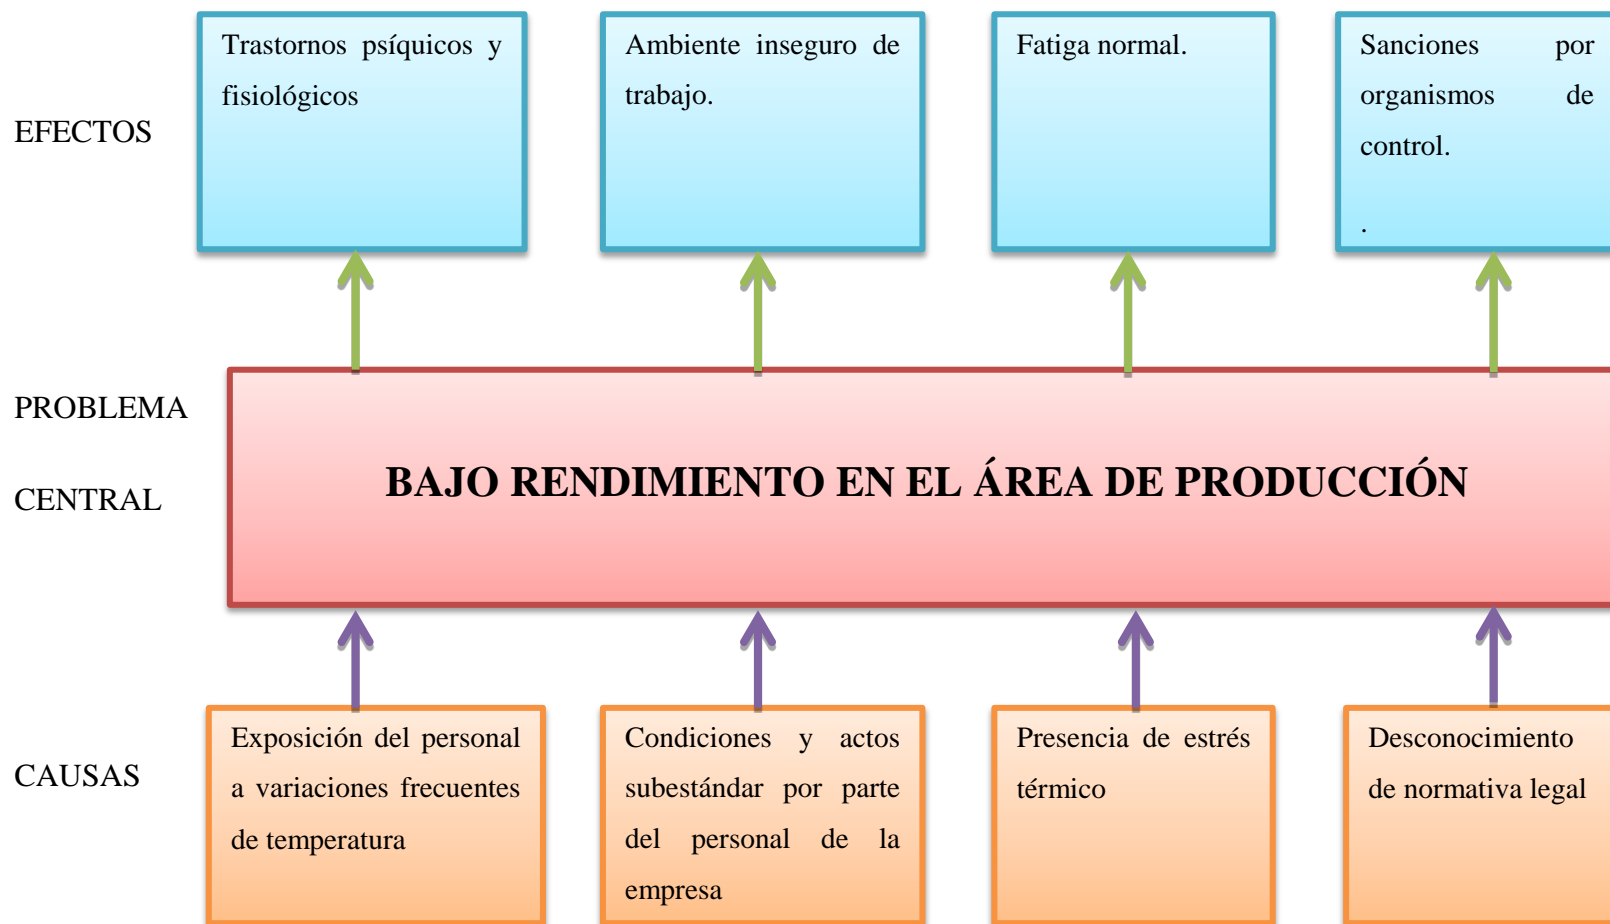 EFECTOS
Trastornos psíquicos y
fisiológicos
Ambiente inseguro de
trabajo.
Fatiga normal.
Sanciones por
organismos de
control.
.
PROBLEMA
CENTRAL
BAJO RENDIMIENTO EN EL ÁREA DE PRODUCCIÓN
CAUSAS
Exposición del personal
a variaciones frecuentes
de temperatura
Condiciones y actos
subestándar por parte
del personal de la
empresa
Presencia de estrés
térmico
Desconocimiento
de normativa legal